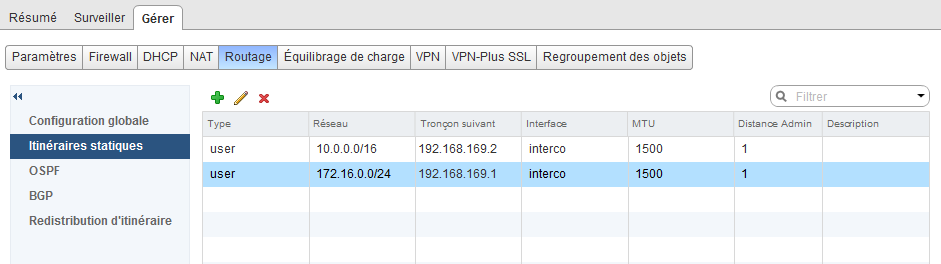 Résumé Surveiller Gérer
Paramètres Firewall DHCP NAT Routage Équilibrage de charge VPN VPN-Plus SSL Regroupement des objets
Filtrer
Configuration globale
Itinéraires statiques
OSPF
BGP
Redistribution d'itinéraire
Type Réseau Tronçon suivant Interface MTU Distance Admin Description
user 10.0.0.0/16 192.168.169.2 interco 1500 1
user 172.16.0.0/24 192.168.169.1 interco 1500 1